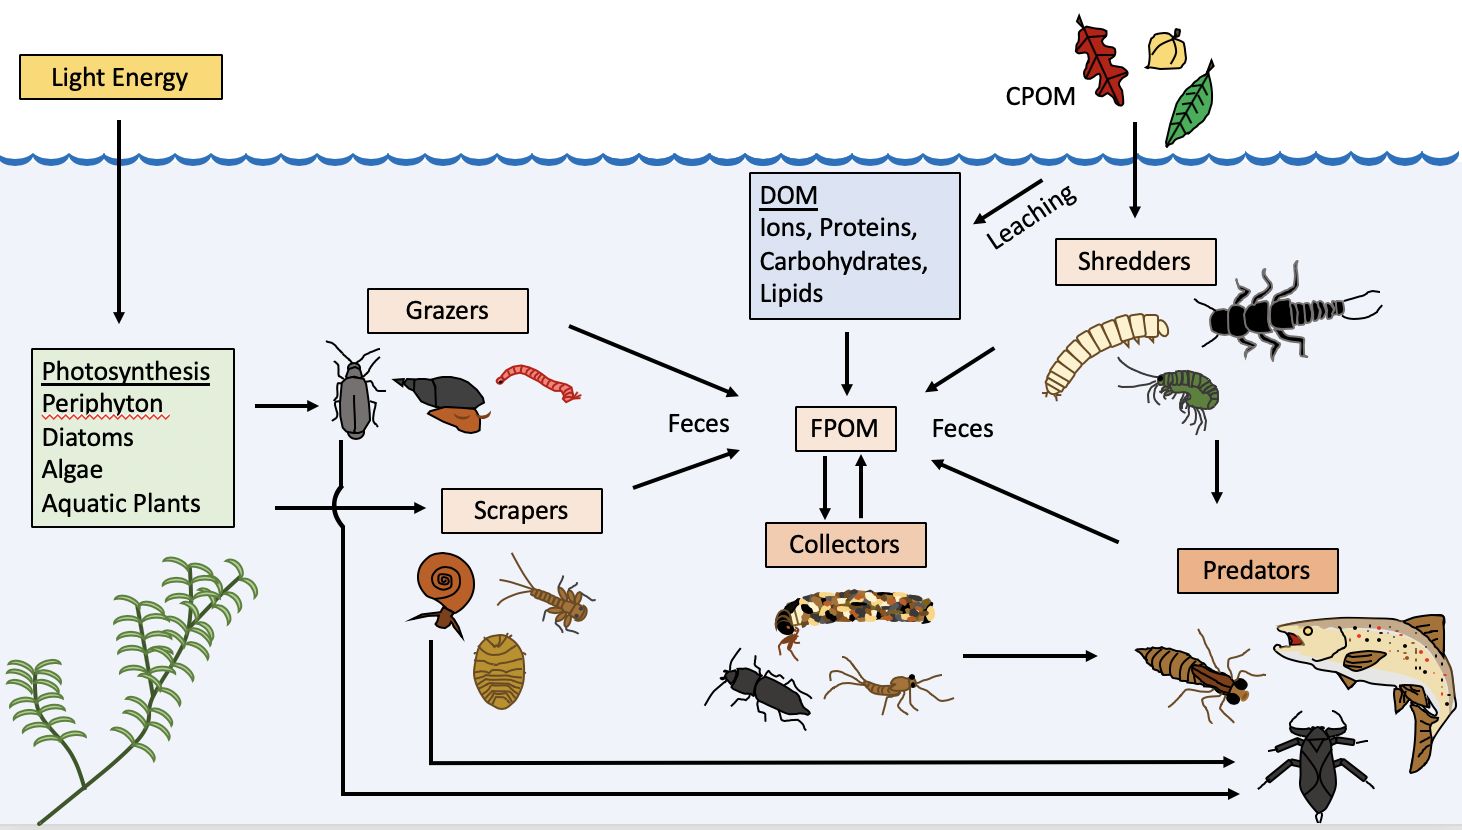 Light Energy
CPOM
DOM
Ions, Proteins,
Carbohydrates,
Lipids
Leaching
Shredders
Grazers
Photosynthesis
Periphyton
Diatoms
Algae
Aquatic Plants
Feces
FPOM
Feces
Scrapers
Collectors
Predators